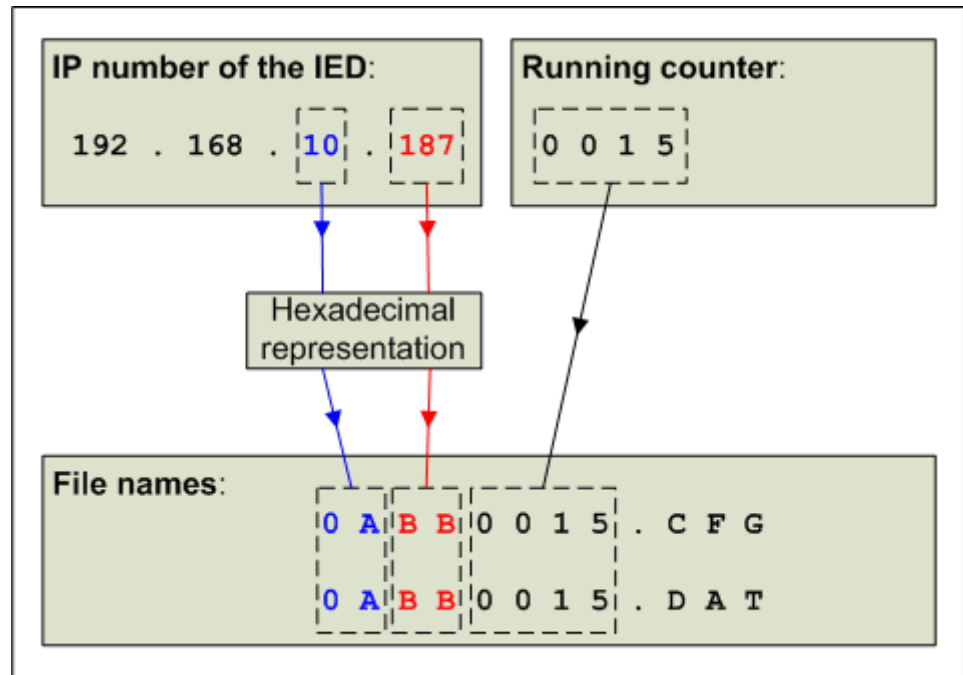 IP number of the IED:
192 . 168 . 10 . 187
Running counter:
0 0 1 5
Hexadecimal
representation
File names:
0 A B B 0 0 1 5 . C F G
0 A B B 0 0 1 5 . D A T